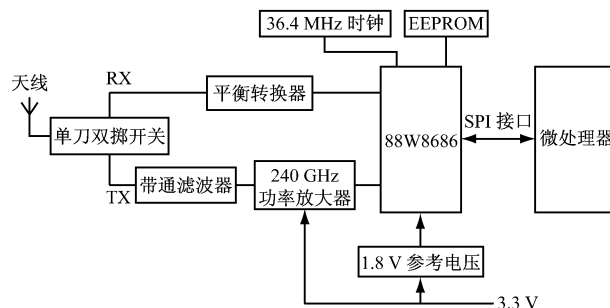 36.4 MHz 时钟
EEPROM
天线
RX
平衡转换器
单刀双掷开关
88W8686
SPI 接口
微处理器
TX
带通滤波器
240 GHz
功率放大器
1.8 V 参考电压
3.3 V